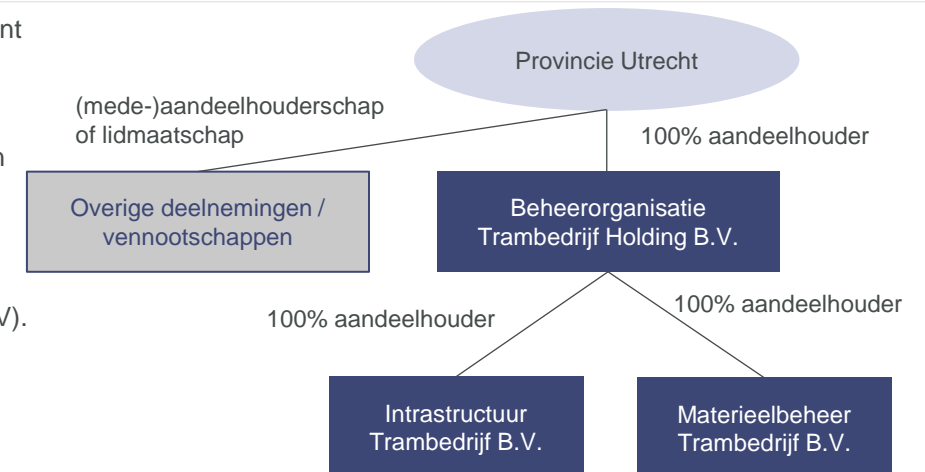 nt
Provincie Utrecht
(mede-)aandeelhouderschap
of lidmaatschap
100% aandeelhouder
n
Overige deelnemingen /
vennootschappen
Beheerorganisatie
Trambedrijf Holding B.V.
V).
100% aandeelhouder
100% aandeelhouder
Intrastructuur
Trambedrijf B.V.
Materieelbeheer
Trambedrijf B.V.